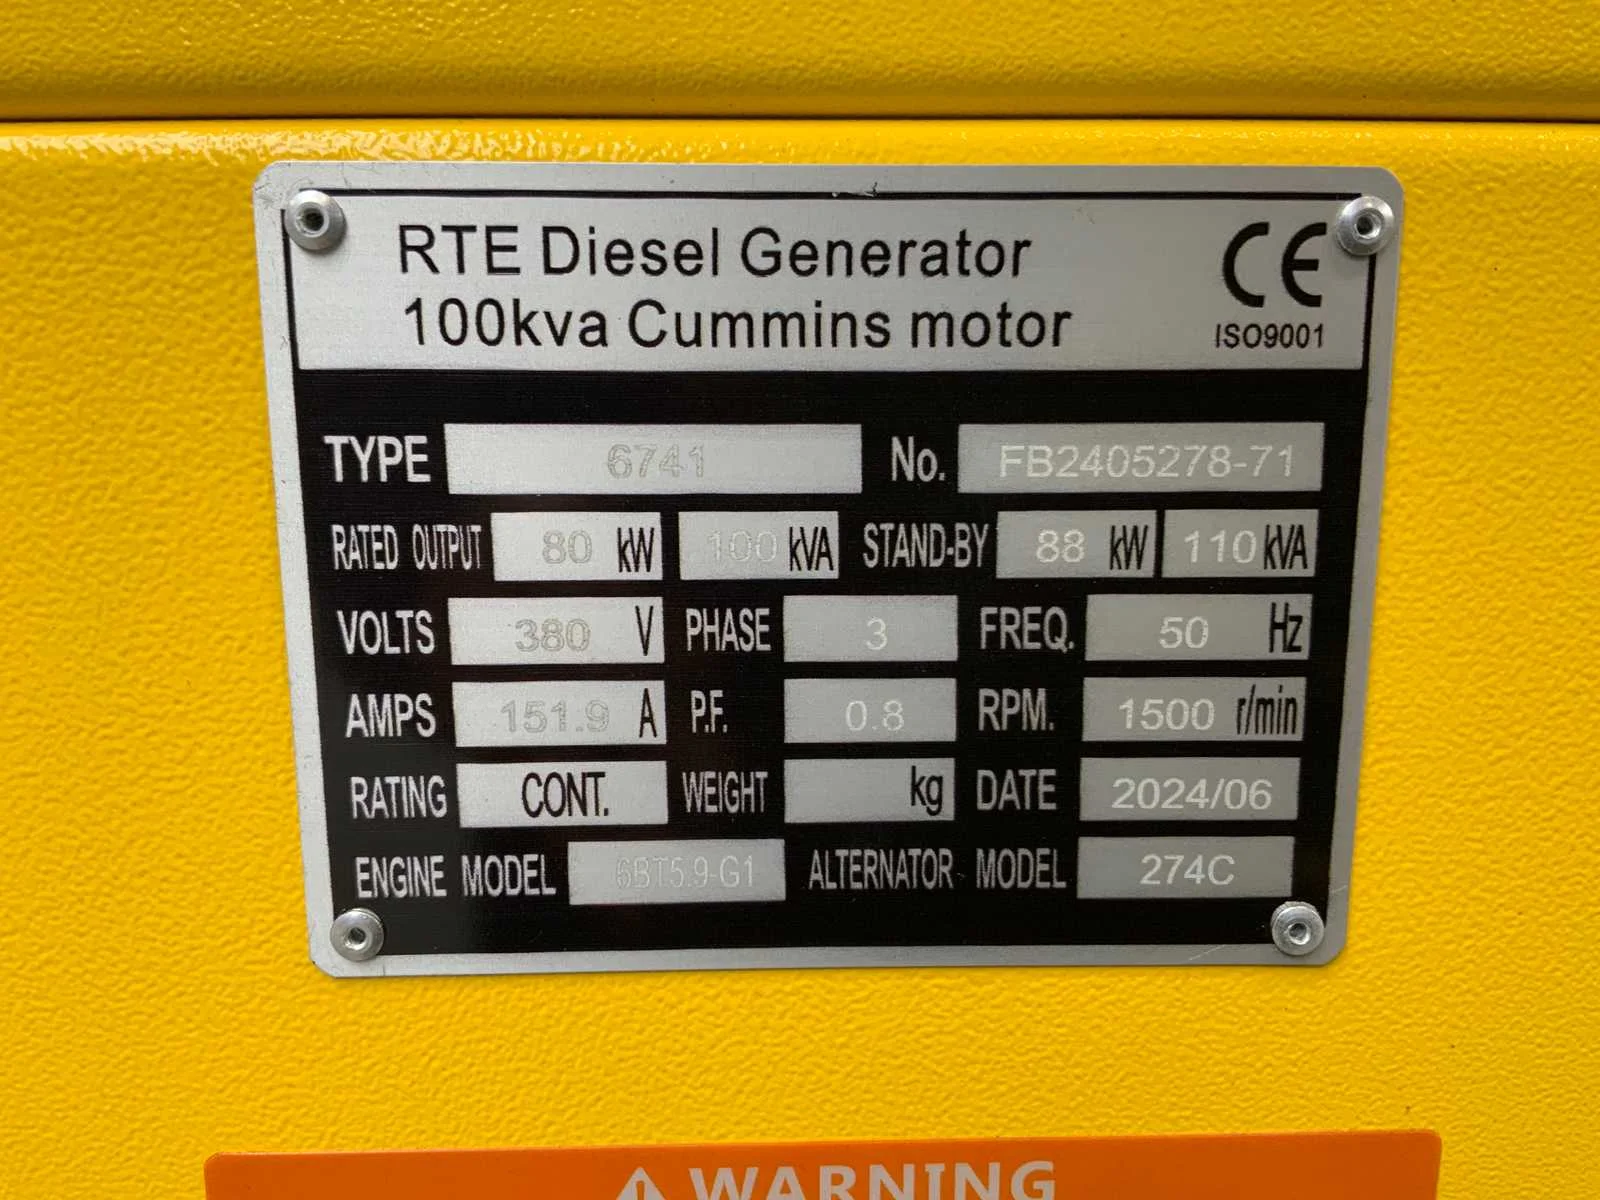 RTE Diesel Generator
100kva Cummins motor
CE
ISO9001
TYPE 6741 No. FB2405278-71
RATED OUTPUT 80 kW 100 kVA STAND-BY 88 kW 110 kVA
VOLTS 380 V PHASE 3 FREQ. 50 Hz
AMPS 151.9 A P.F. 0.8 RPM. 1500 r/min
RATING CONT. WEIGHT kg DATE 2024/06
ENGINE MODEL 6BT5.9-G1 ALTERNATOR MODEL 274C
WARNING